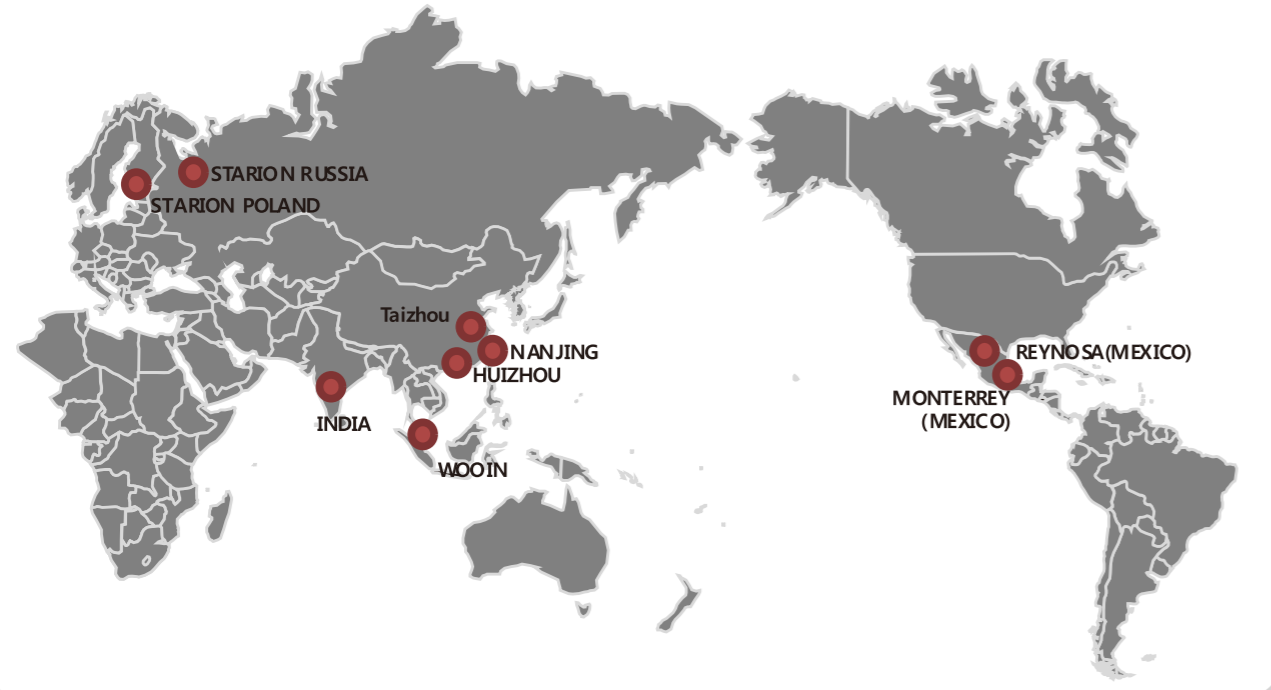 STARION RUSSIA
STARION POLAND
Taizhou
NANJING
HUIZHOU
INDIA
WOOIN
REYNOSA(MEXICO)
MONTERREY
(MEXICO)